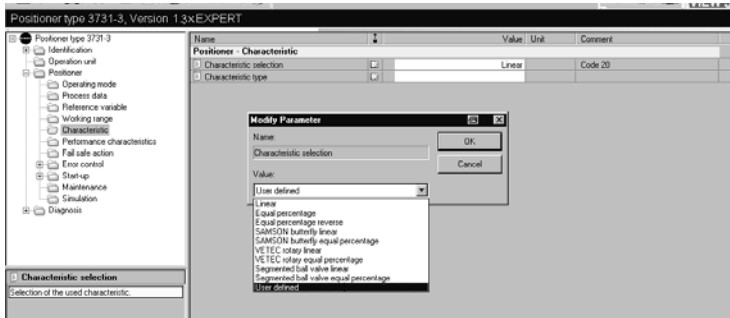 VIEW
Positioner type 3731-3, Version 1.3x EXPERT
Positioner type 3731-3
Identification
Operation unit
Positioner
Operating mode
Process data
Reference variable
Working range
Characteristic
Performance characteristics
Fail safe action
Error control
Start-up
Maintenance
Simulation
Diagnosis
Name Value Unit Comment
Positioner - Characteristic
Characteristic selection Linear Code 20
Characteristic type
Modify Parameter
Name:
Characteristic selection
OK
Cancel
Value:
User defined
Linear
Equal percentage
Equal percentage reverse
SAMSON butterfly linear
SAMSON butterfly equal percentage
VETEC rotary linear
VETEC rotary equal percentage
Segmented ball valve linear
Segmented ball valve equal percentage
User defined
Characteristic selection
Selection of the used characteristic.